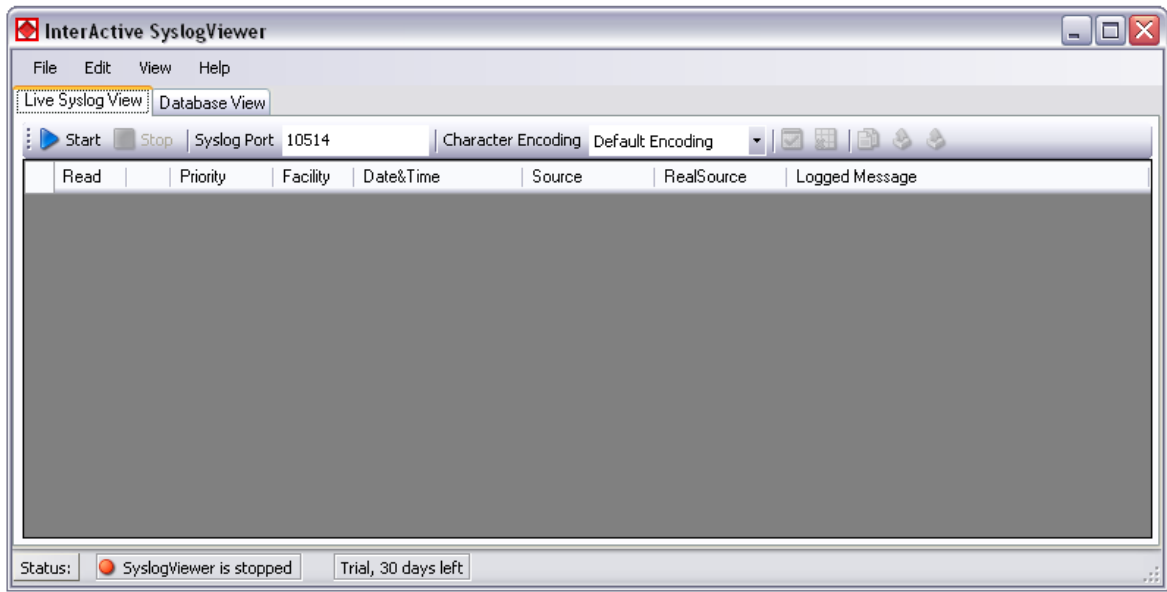 InterActive SyslogViewer
File Edit View Help
Live Syslog View Database View
Start Stop Syslog Port 10514 Character Encoding Default Encoding
Read Priority Facility Date&Time Source RealSource Logged Message
Status: SyslogViewer is stopped Trial, 30 days left